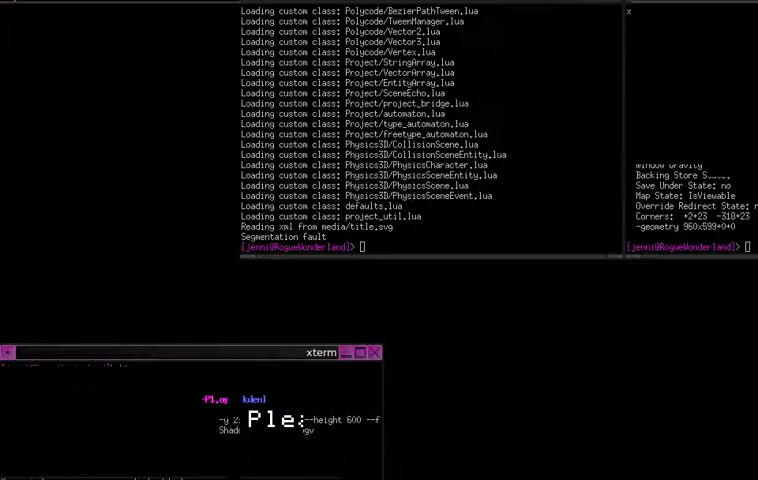 Loading custom class: Polycode/BezierPathTween.lua
Loading custom class: Polycode/TweenManager.lua
Loading custom class: Polycode/Vector2.lua
Loading custom class: Polycode/Vector3.lua
Loading custom class: Polycode/Vertex.lua
Loading custom class: Project/StringArray.lua
Loading custom class: Project/VectorArray.lua
Loading custom class: Project/EntityArray.lua
Loading custom class: Project/SceneEcho.lua
Loading custom class: Project/project_bridge.lua
Loading custom class: Project/automaton.lua
Loading custom class: Project/type_automaton.lua
Loading custom class: Project/freetype_automaton.lua
Loading custom class: Physics3D/CollisionScene.lua
Loading custom class: Physics3D/CollisionSceneEntity.lua
Loading custom class: Physics3D/PhysicsCharacter.lua
Loading custom class: Physics3D/PhysicsSceneEntity.lua
Loading custom class: Physics3D/PhysicsScene.lua
Loading custom class: Physics3D/PhysicsSceneEvent.lua
Loading custom class: defaults.lua
Loading custom class: project_util.lua
Reading xml from media/title.svg
Segmentation fault
[jenni@RogueWonderland]>
x
Window Gravity
Backing Store
Save Under State: no
Map State: IsViewable
Override Redirect State:
Corners: +2+23 -318+23
-geometry 960x599+0+0
[jenni@RogueWonderland]>
xterm
-P1.og kdenl
-y 2 --height 600 --f
Shado ogv
Ple